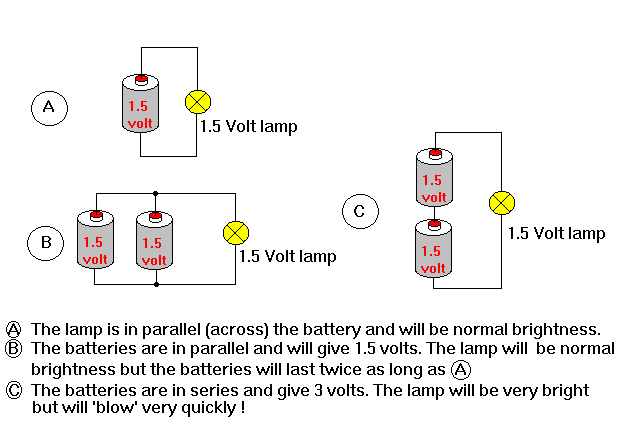 1.5
volt
A
1.5 Volt lamp
1.5
volt
1.5
volt
B
1.5 Volt lamp
1.5
volt
1.5
volt
C
1.5 Volt lamp
A The lamp is in parallel (across) the battery and will be normal brightness.
B The batteries are in parallel and will give 1.5 volts. The lamp will be normal
brightness but the batteries will last twice as long as A
C The batteries are in series and give 3 volts. The lamp will be very bright
but will 'blow' very quickly !